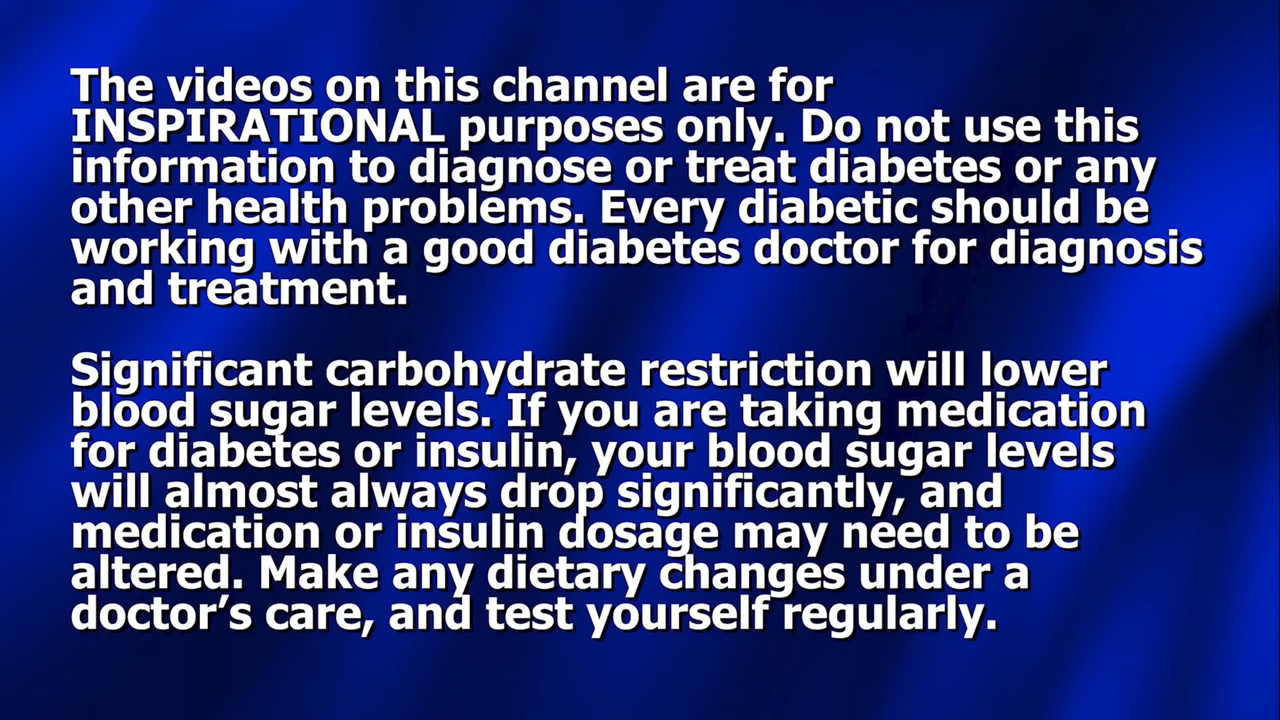 The videos on this channel are for
INSPIRATIONAL purposes only. Do not use this
information to diagnose or treat diabetes or any
other health problems. Every diabetic should be
working with a good diabetes doctor for diagnosis
and treatment.
Significant carbohydrate restriction will lower
blood sugar levels. If you are taking medication
for diabetes or insulin, your blood sugar levels
will almost always drop significantly, and
medication or insulin dosage may need to be
altered. Make any dietary changes under a
doctor’s care, and test yourself regularly.